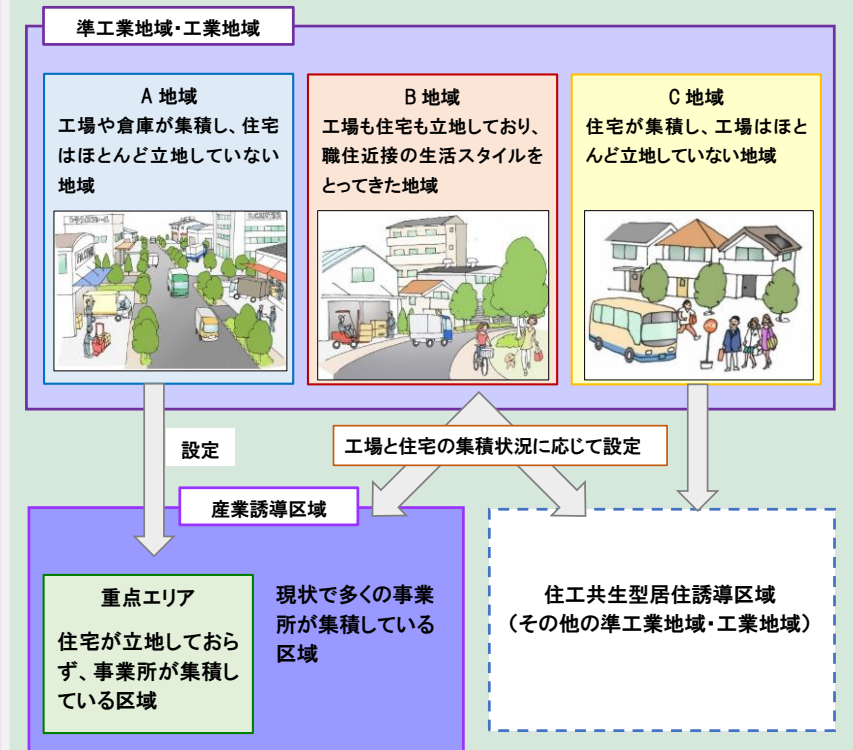 準工業地域・工業地域
A 地域
工場や倉庫が集積し、住宅
はほとんど立地していない
地域
B 地域
工場も住宅も立地しており、
職住近接の生活スタイルを
とってきた地域
C 地域
住宅が集積し、工場はほと
んど立地していない地域
設定
工場と住宅の集積状況に応じて設定
産業誘導区域
重点エリア
住宅が立地しておら
ず、事業所が集積し
ている区域
現状で多くの事業
所が集積している
区域
住工共生型居住誘導区域
（その他の準工業地域・工業地域）